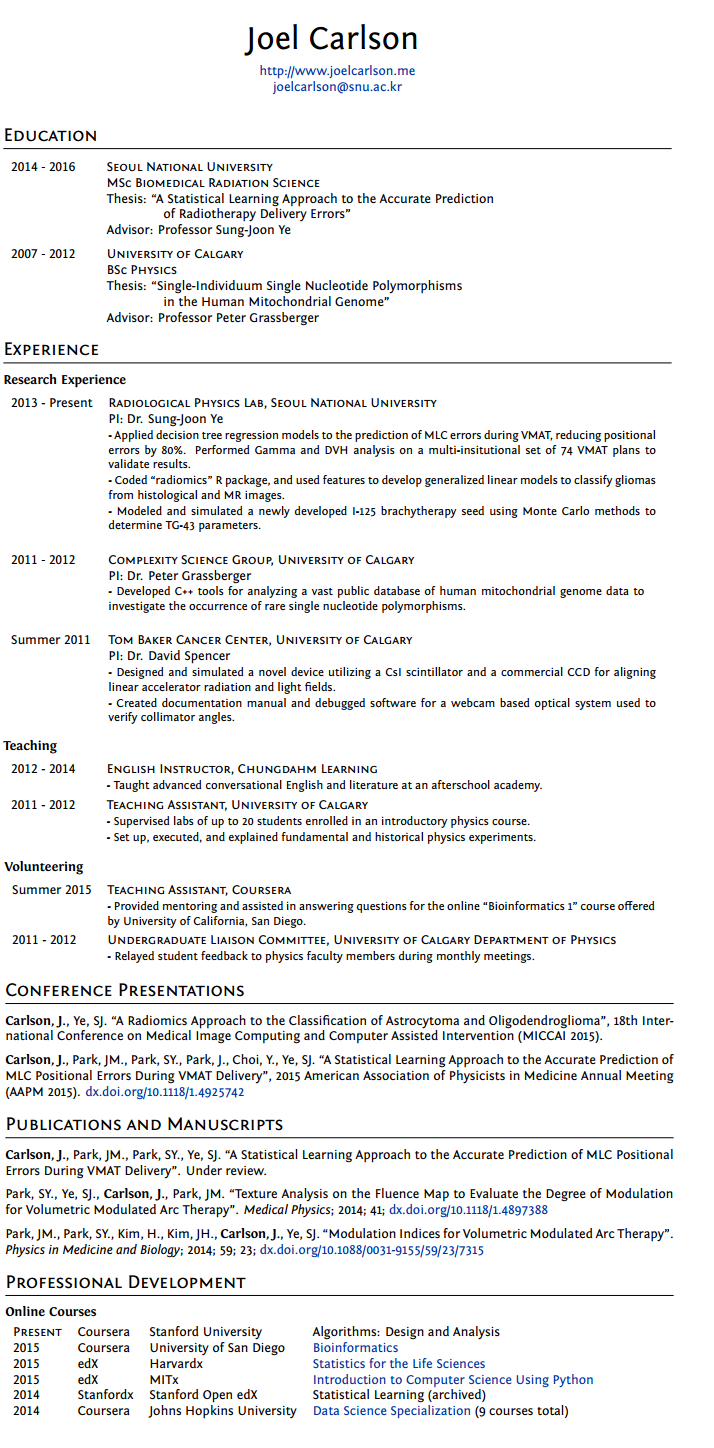 Joel Carlson
http://www.joelcarlson.me
joelcarlson@snu.ac.kr
Education
2014 - 2016 Seoul National University
MSc Biomedical Radiation Science
Thesis: “A Statistical Learning Approach to the Accurate Prediction
of Radiotherapy Delivery Errors”
Advisor: Professor Sung-Joon Ye
2007 - 2012 University of Calgary
BSc Physics
Thesis: “Single-Individuum Single Nucleotide Polymorphisms
in the Human Mitochondrial Genome”
Advisor: Professor Peter Grassberger
Experience
Research Experience
2013 - Present Radiological Physics Lab, Seoul National University
PI: Dr. Sung-Joon Ye
- Applied decision tree regression models to the prediction of MLC errors during VMAT, reducing positional
errors by 80%. Performed Gamma and DVH analysis on a multi-insitutional set of 74 VMAT plans to
validate results.
- Coded “radiomics” R package, and used features to develop generalized linear models to classify gliomas
from histological and MR images.
- Modeled and simulated a newly developed I-125 brachytherapy seed using Monte Carlo methods to
determine TG-43 parameters.
2011 - 2012 Complexity Science Group, University of Calgary
PI: Dr. Peter Grassberger
- Developed C++ tools for analyzing a vast public database of human mitochondrial genome data to
investigate the occurrence of rare single nucleotide polymorphisms.
Summer 2011 Tom Baker Cancer Center, University of Calgary
PI: Dr. David Spencer
- Designed and simulated a novel device utilizing a CsI scintillator and a commercial CCD for aligning
linear accelerator radiation and light fields.
- Created documentation manual and debugged software for a webcam based optical system used to
verify collimator angles.
Teaching
2012 - 2014 English Instructor, Chungdahm Learning
- Taught advanced conversational English and literature at an afterschool academy.
2011 - 2012 Teaching Assistant, University of Calgary
- Supervised labs of up to 20 students enrolled in an introductory physics course.
- Set up, executed, and explained fundamental and historical physics experiments.
Volunteering
Summer 2015 Teaching Assistant, Coursera
- Provided mentoring and assisted in answering questions for the online “Bioinformatics 1” course offered
by University of California, San Diego.
2011 - 2012 Undergraduate Liaison Committee, University of Calgary Department of Physics
- Relayed student feedback to physics faculty members during monthly meetings.
Conference Presentations
Carlson, J., Ye, SJ. “A Radiomics Approach to the Classification of Astrocytoma and Oligodendroglioma”, 18th Inter-
national Conference on Medical Image Computing and Computer Assisted Intervention (MICCAI 2015).
Carlson, J., Park, JM., Park, SY., Park, J., Choi, Y., Ye, SJ. “A Statistical Learning Approach to the Accurate Prediction of
MLC Positional Errors During VMAT Delivery”, 2015 American Association of Physicists in Medicine Annual Meeting
(AAPM 2015). dx.doi.org/10.1118/1.4925742
Publications and Manuscripts
Carlson, J., Park, JM., Park, SY., Ye, SJ. “A Statistical Learning Approach to the Accurate Prediction of MLC Positional
Errors During VMAT Delivery”. Under review.
Park, SY., Ye, SJ., Carlson, J., Park, JM. “Texture Analysis on the Fluence Map to Evaluate the Degree of Modulation
for Volumetric Modulated Arc Therapy”. Medical Physics; 2014; 41; dx.doi.org/10.1118/1.4897388
Park, JM., Park, SY., Kim, H., Kim, JH., Carlson, J., Ye, SJ. “Modulation Indices for Volumetric Modulated Arc Therapy”.
Physics in Medicine and Biology; 2014; 59; 23; dx.doi.org/10.1088/0031-9155/59/23/7315
Professional Development
Online Courses
Present Coursera Stanford University Algorithms: Design and Analysis
2015 Coursera University of San Diego Bioinformatics
2015 edX Harvardx Statistics for the Life Sciences
2015 edX MITx Introduction to Computer Science Using Python
2014 Stanfordx Stanford Open edX Statistical Learning (archived)
2014 Coursera Johns Hopkins University Data Science Specialization (9 courses total)